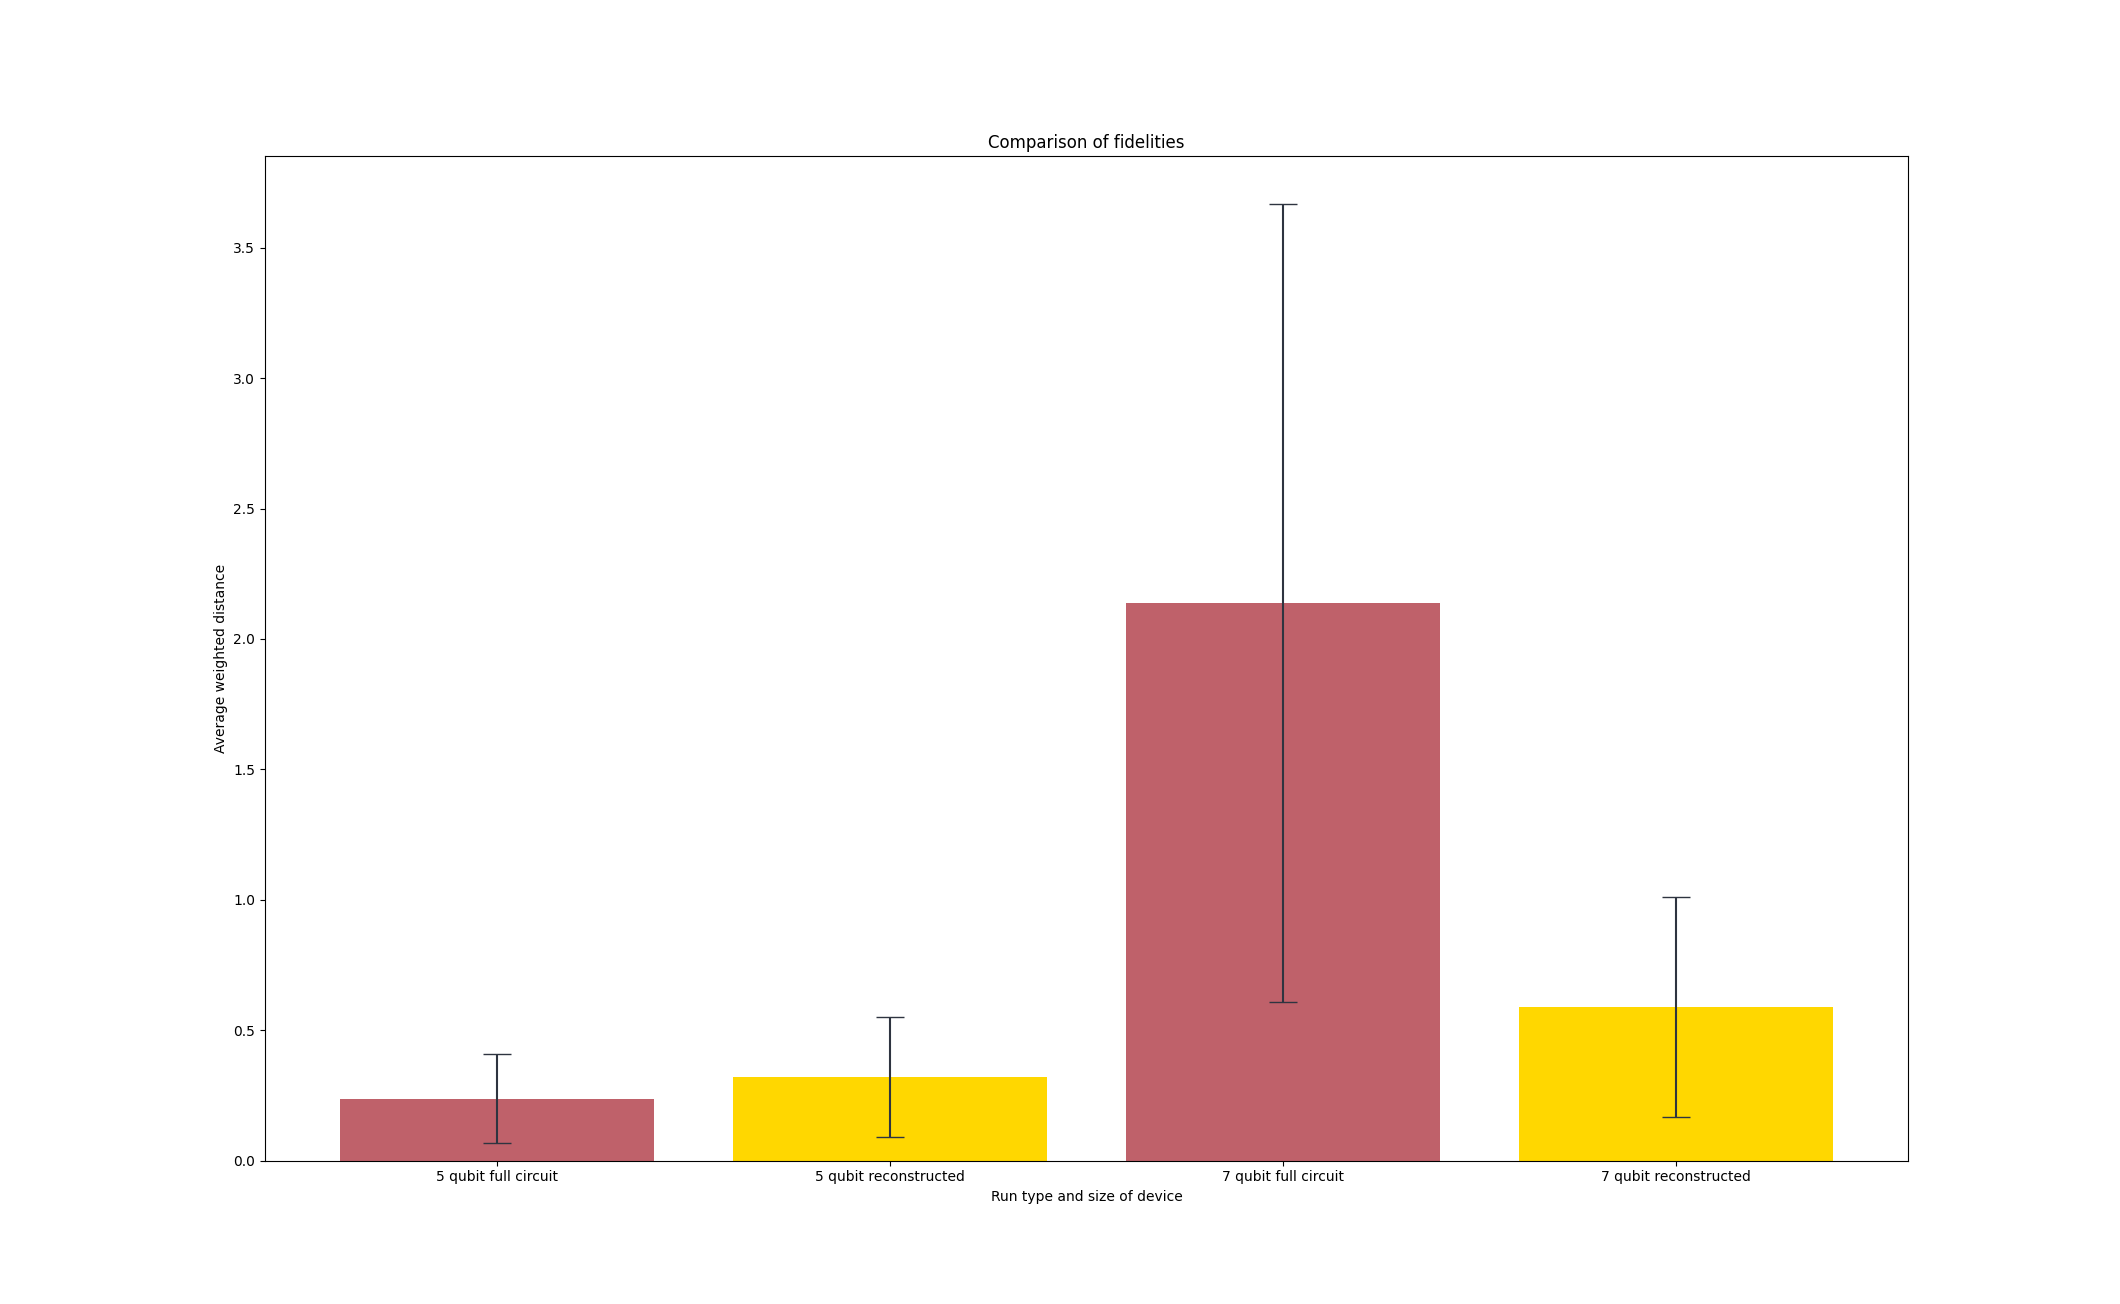 Comparison of fidelities
3.5
3.0
2.5
2.0
1.5
1.0
0.5
0.0
Average weighted distance
5 qubit full circuit
5 qubit reconstructed
7 qubit full circuit
7 qubit reconstructed
Run type and size of device